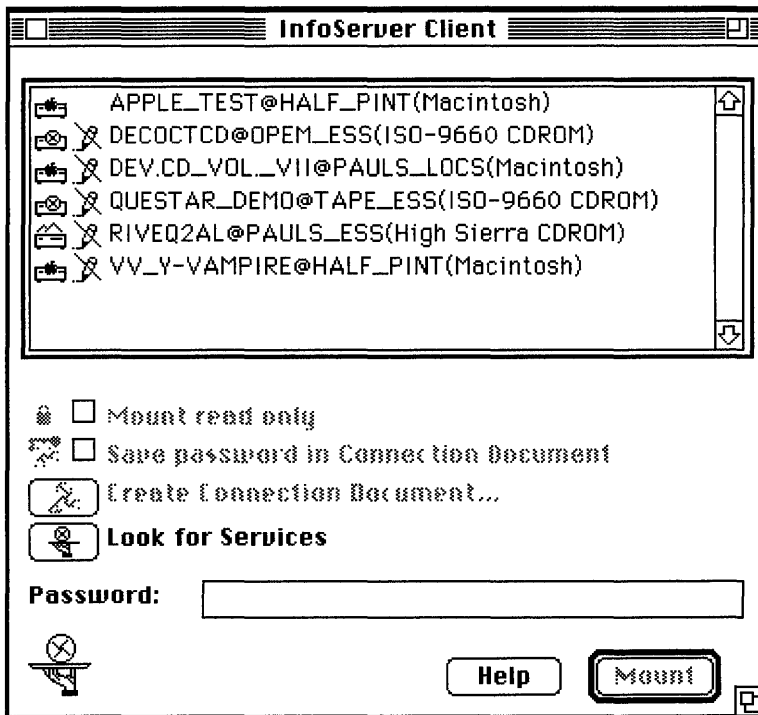 InfoServer Client
APPLE_TEST@HALF_PINT(Macintosh)
DECOCTCD@OPEM_ESS(ISO-9660 CDROM)
DEV.CD_VOL._VII@PAULS_LOCS(Macintosh)
QUESTAR_DEMO@TAPE_ESS(ISO-9660 CDROM)
RIVEQ2AL@PAULS_ESS(High Sierra CDROM)
VV_Y-VAMPIRE@HALF_PINT(Macintosh)
Mount read only
Save password in Connection Document
Create Connection Document...
Look for Services
Password:
Help Mount